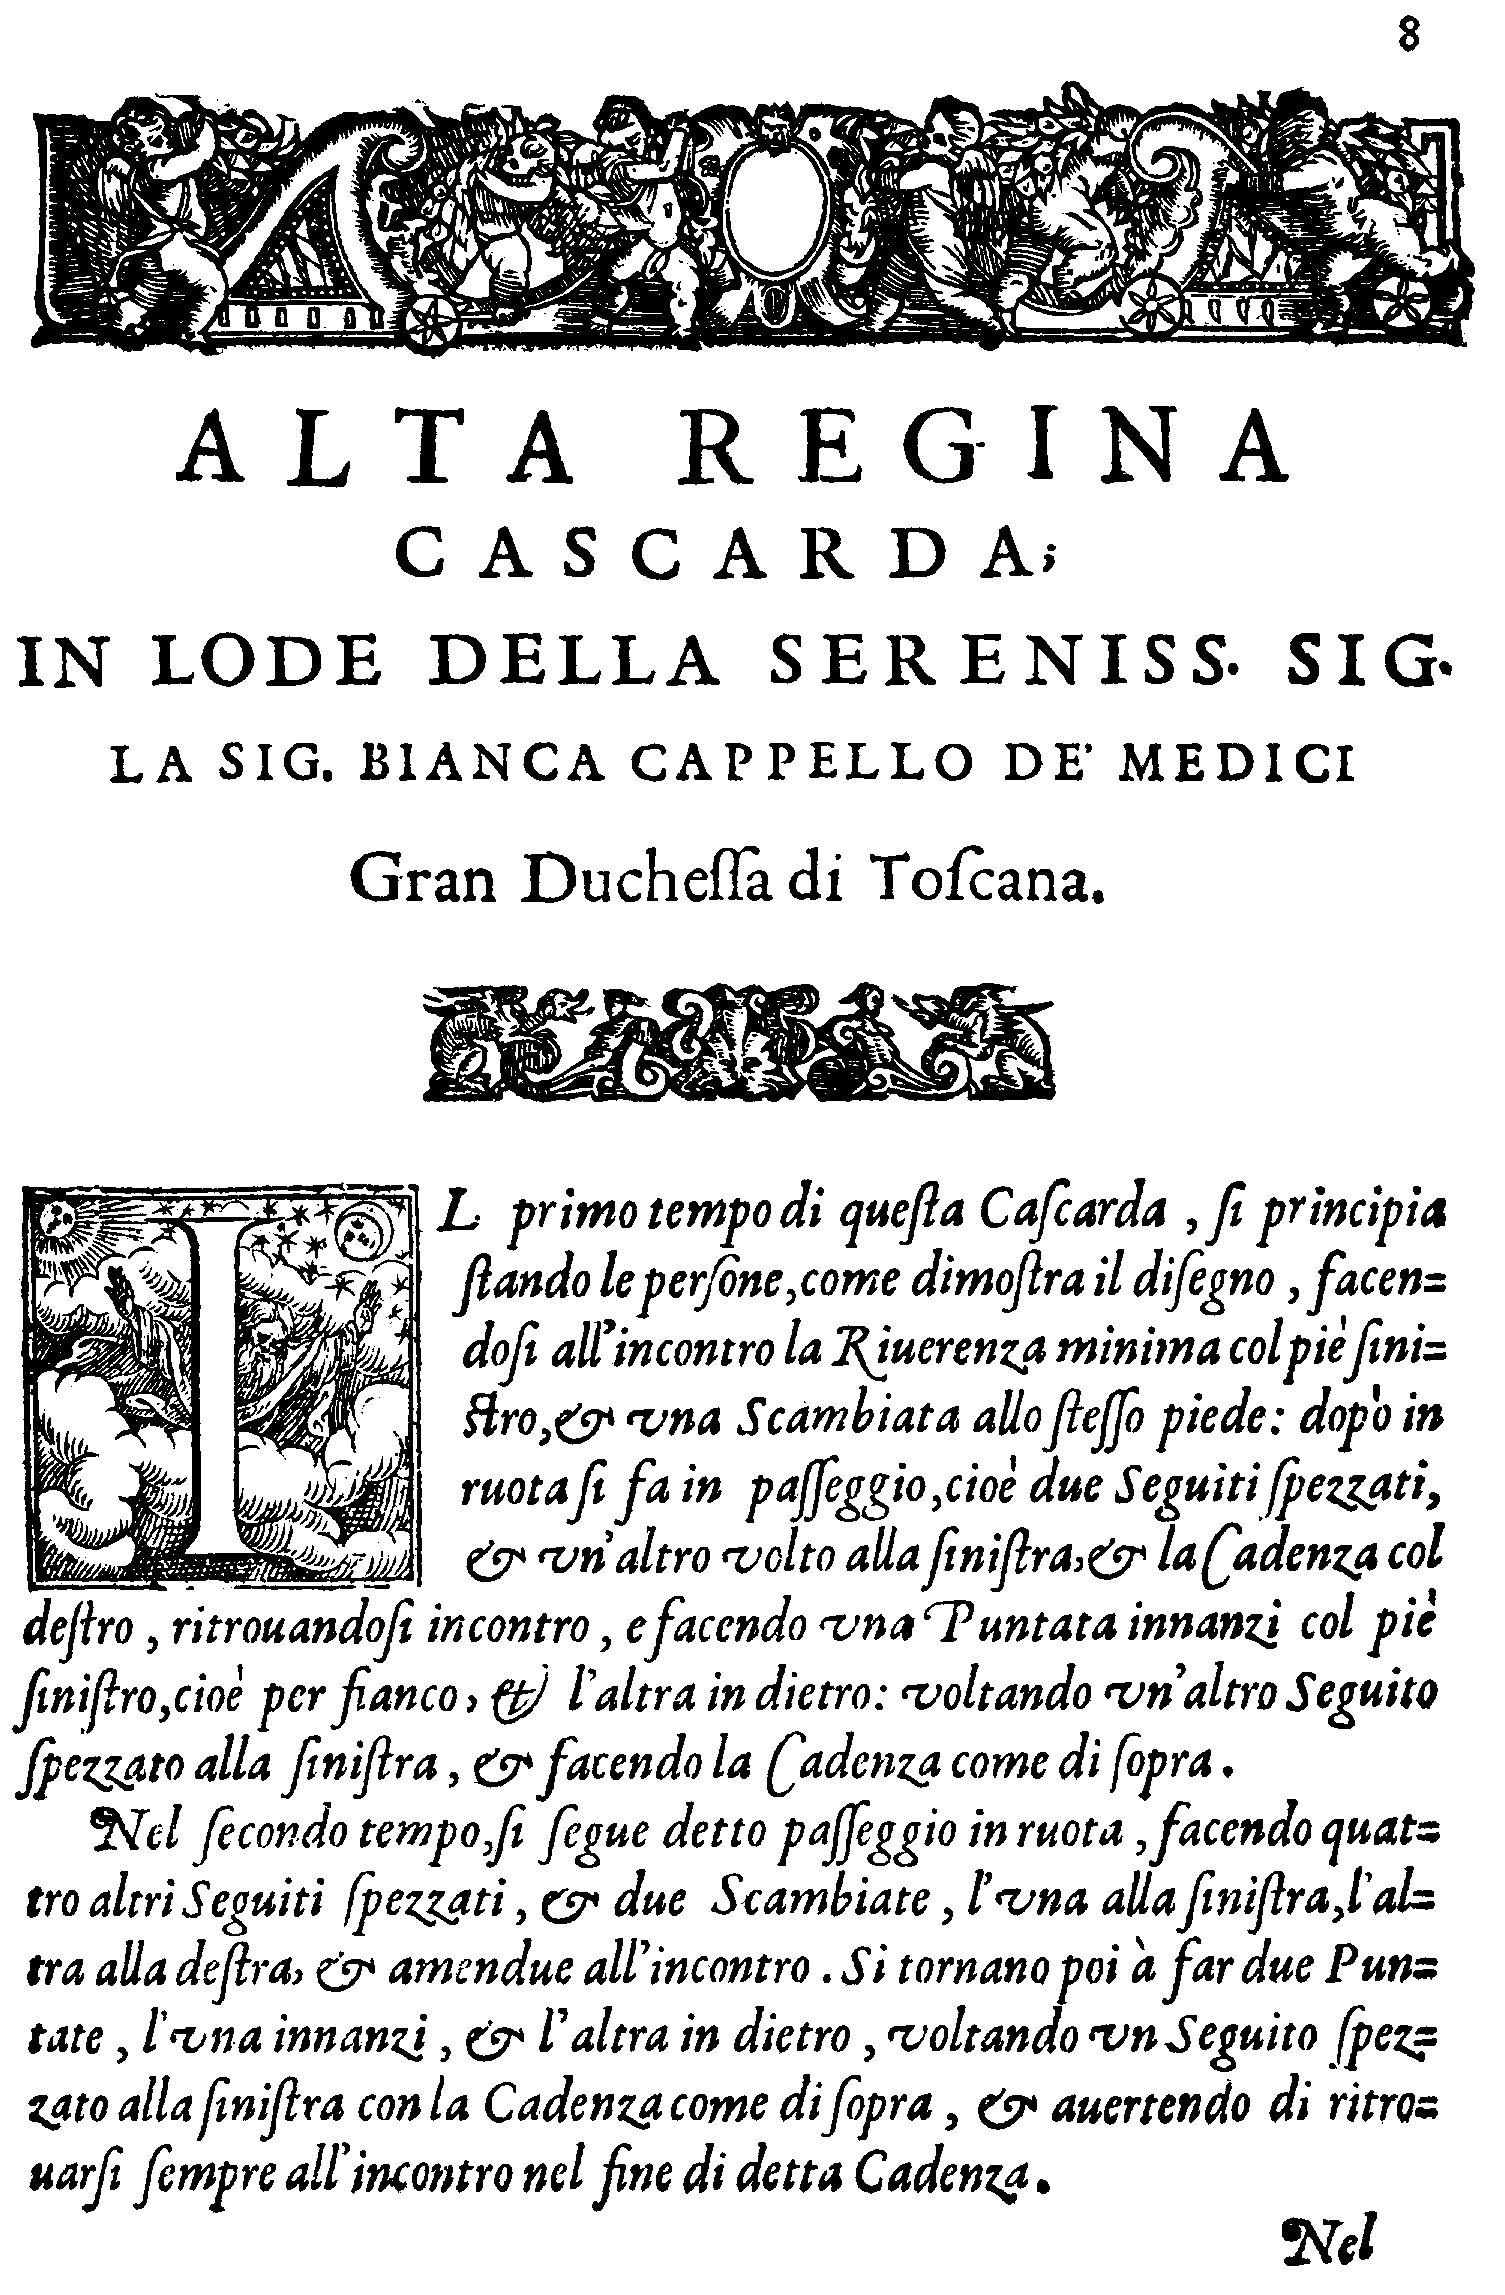 8
ALTA REGINA
CASCARDA;
IN LODE DELLA SERENISS. SIG.
LA SIG. BIANCA CAPPELLO DE' MEDICI
Gran Ducheſſa di Toſcana.
IL primo tempo di queſta Caſcarda, ſi principia
ſtando le perſone, come dimoſtra il diſegno, facen=
doſi all'incontro la Riuerenza minima col piè ſini=
ſtro, & vna Scambiata allo ſteſſo piede: dopò in
ruota ſi fa in paſſeggio, cioè due Seguiti ſpezzati,
& vn'altro volto alla ſiniſtra, & la Cadenza col
deſtro, ritrouandoſi incontro, e facendo vna Puntata innanzi col piè
ſiniſtro, cioè per fianco, & l'altra in dietro: voltando vn'altro Seguito
ſpezzato alla ſiniſtra, & facendo la Cadenza come di ſopra.
Nel ſecondo tempo, ſi ſegue detto paſſeggio in ruota, facendo quat=
tro altri Seguiti ſpezzati, & due Scambiate, l'vna alla ſiniſtra, l'al=
tra alla deſtra, & amendue all'incontro. Si tornano poi à far due Pun=
tate, l'vna innanzi, & l'altra in dietro, voltando vn Seguito ſpez=
zato alla ſiniſtra con la Cadenza come di ſopra, & auertendo di ritro=
uarſi ſempre all'incontro nel fine di detta Cadenza.
Nel